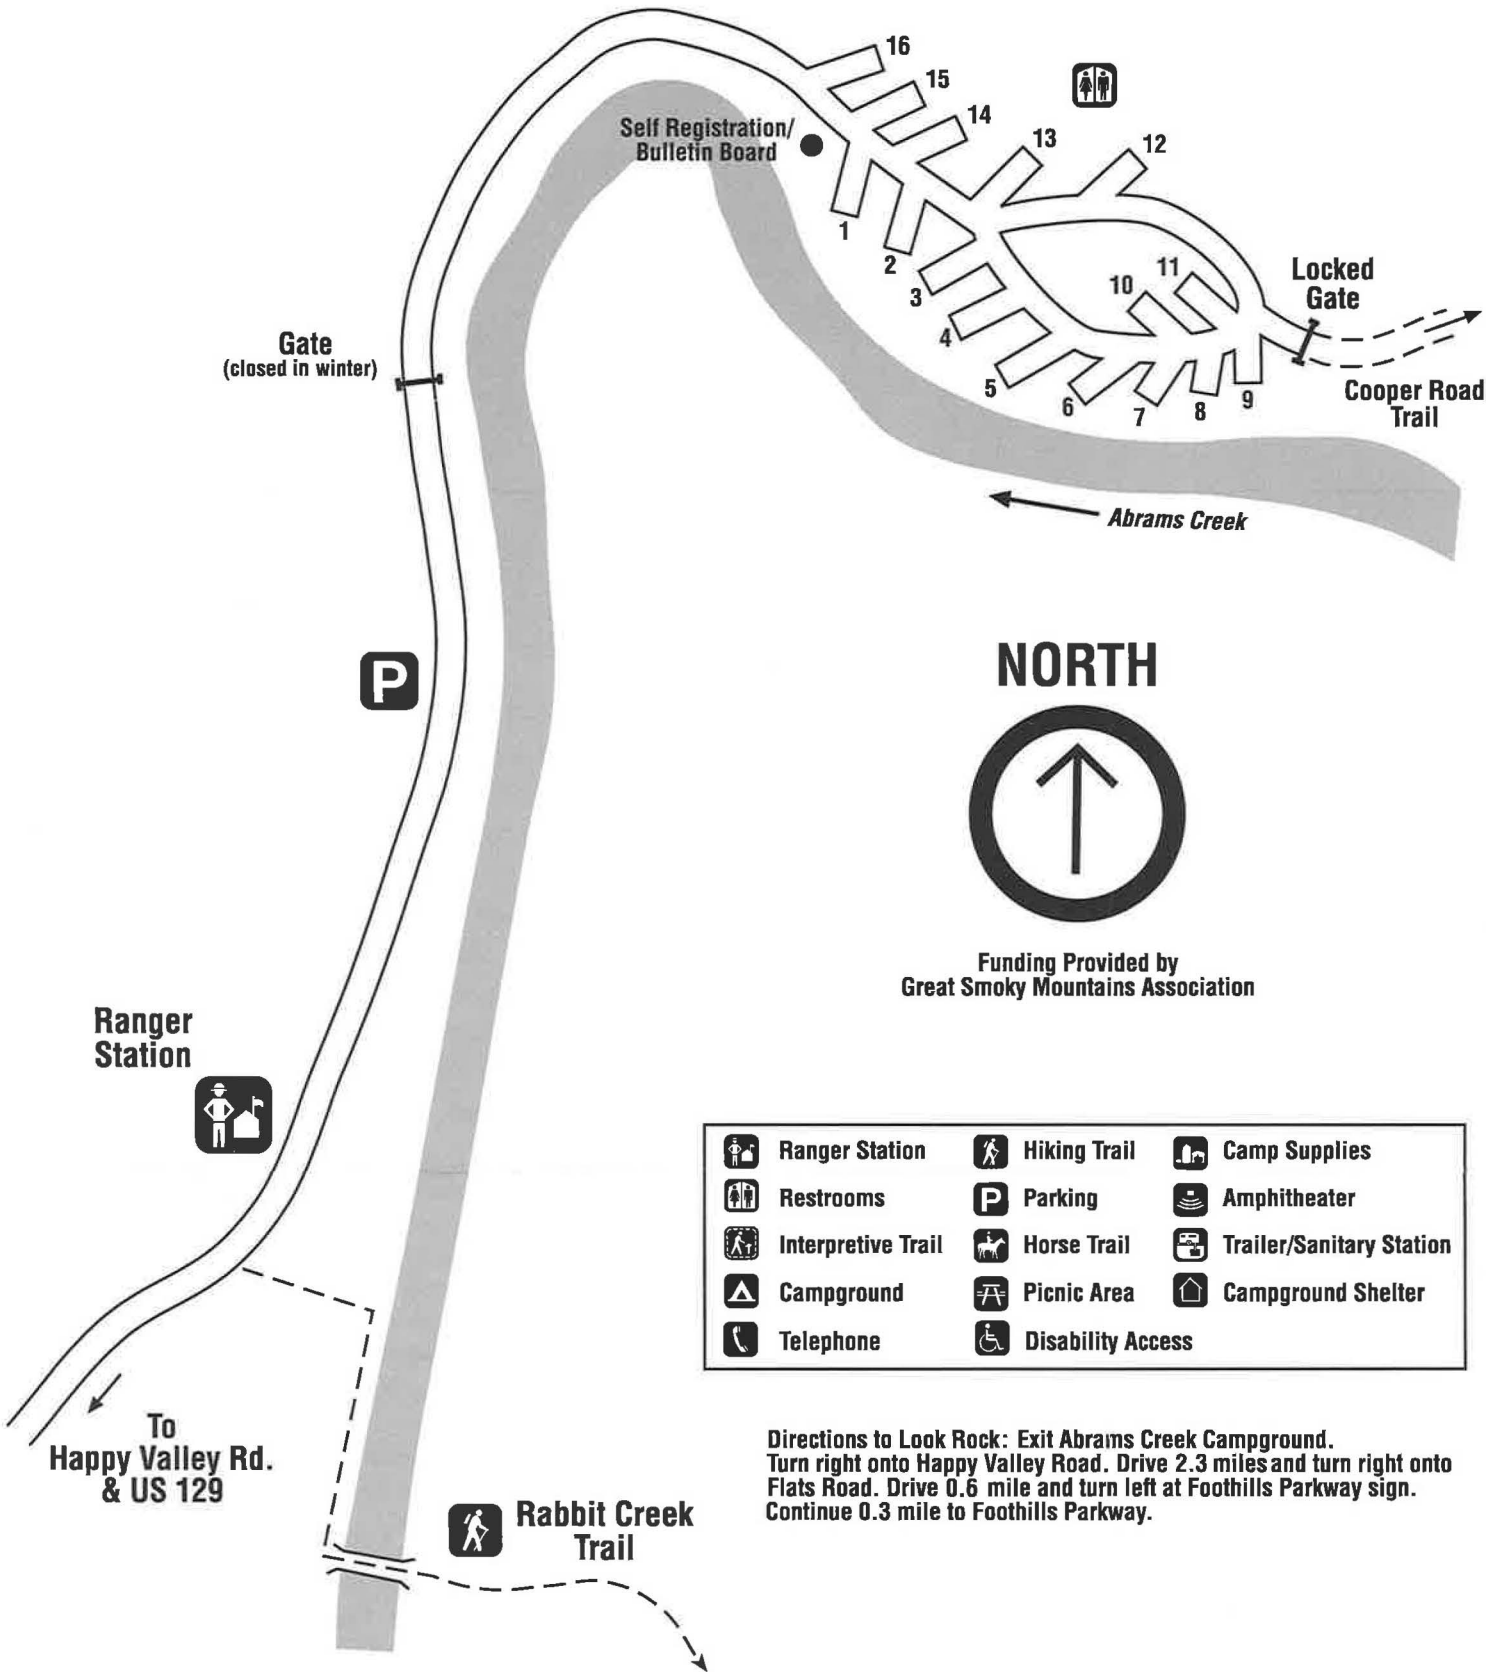 16
15
14
13
12
Self Registration/
Bulletin Board
1
2
3
4
5
6
7
8
9
10
11
Locked
Gate
Cooper Road
Trail
Gate
(closed in winter)
Abrams Creek
P
NORTH
Funding Provided by
Great Smoky Mountains Association
Ranger
Station
Ranger Station
Hiking Trail
Camp Supplies
Restrooms
P
Parking
Amphitheater
Interpretive Trail
Horse Trail
Trailer/Sanitary Station
Campground
Picnic Area
Campground Shelter
Telephone
Disability Access
To
Happy Valley Rd.
& US 129
Directions to Look Rock: Exit Abrams Creek Campground.
Turn right onto Happy Valley Road. Drive 2.3 miles and turn right onto
Flats Road. Drive 0.6 mile and turn left at Foothills Parkway sign.
Continue 0.3 mile to Foothills Parkway.
Rabbit Creek
Trail